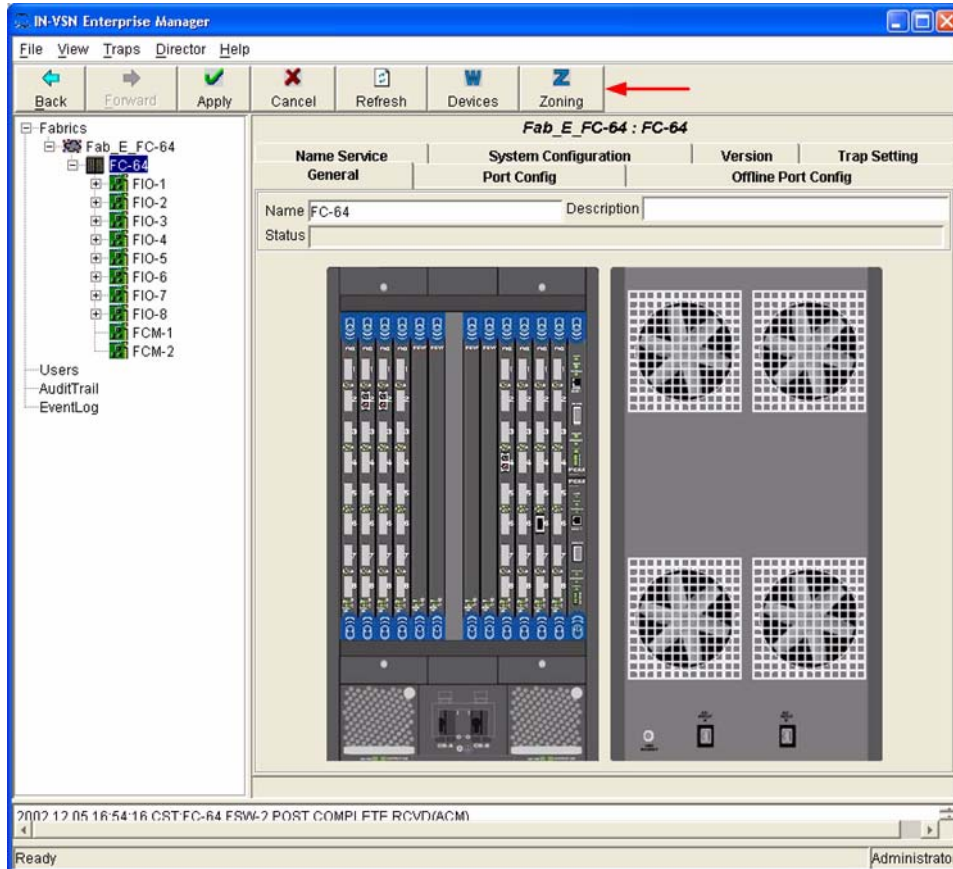 IN-VSN Enterprise Manager
File View Traps Director Help
Back Forward Apply Cancel Refresh Devices Zoning
Fabrics
Fab_E_FC-64
FC-64
FIO-1
FIO-2
FIO-3
FIO-4
FIO-5
FIO-6
FIO-7
FIO-8
FCM-1
FCM-2
Users
AuditTrail
EventLog
Fab_E_FC-64 : FC-64
Name Service System Configuration Version Trap Setting
General Port Config Offline Port Config
Name FC-64 Description
Status
2002.12.05 16:54:16 CST:FC-64 FSW-2 POST COMPLETE RCVD(ACM)
Ready Administrato